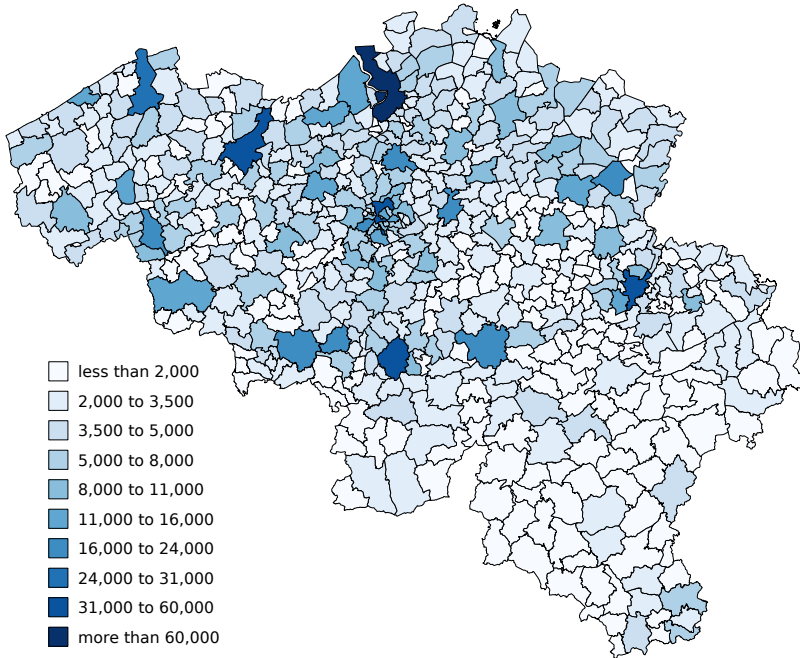 less than 2,000
2,000 to 3,500
3,500 to 5,000
5,000 to 8,000
8,000 to 11,000
11,000 to 16,000
16,000 to 24,000
24,000 to 31,000
31,000 to 60,000
more than 60,000